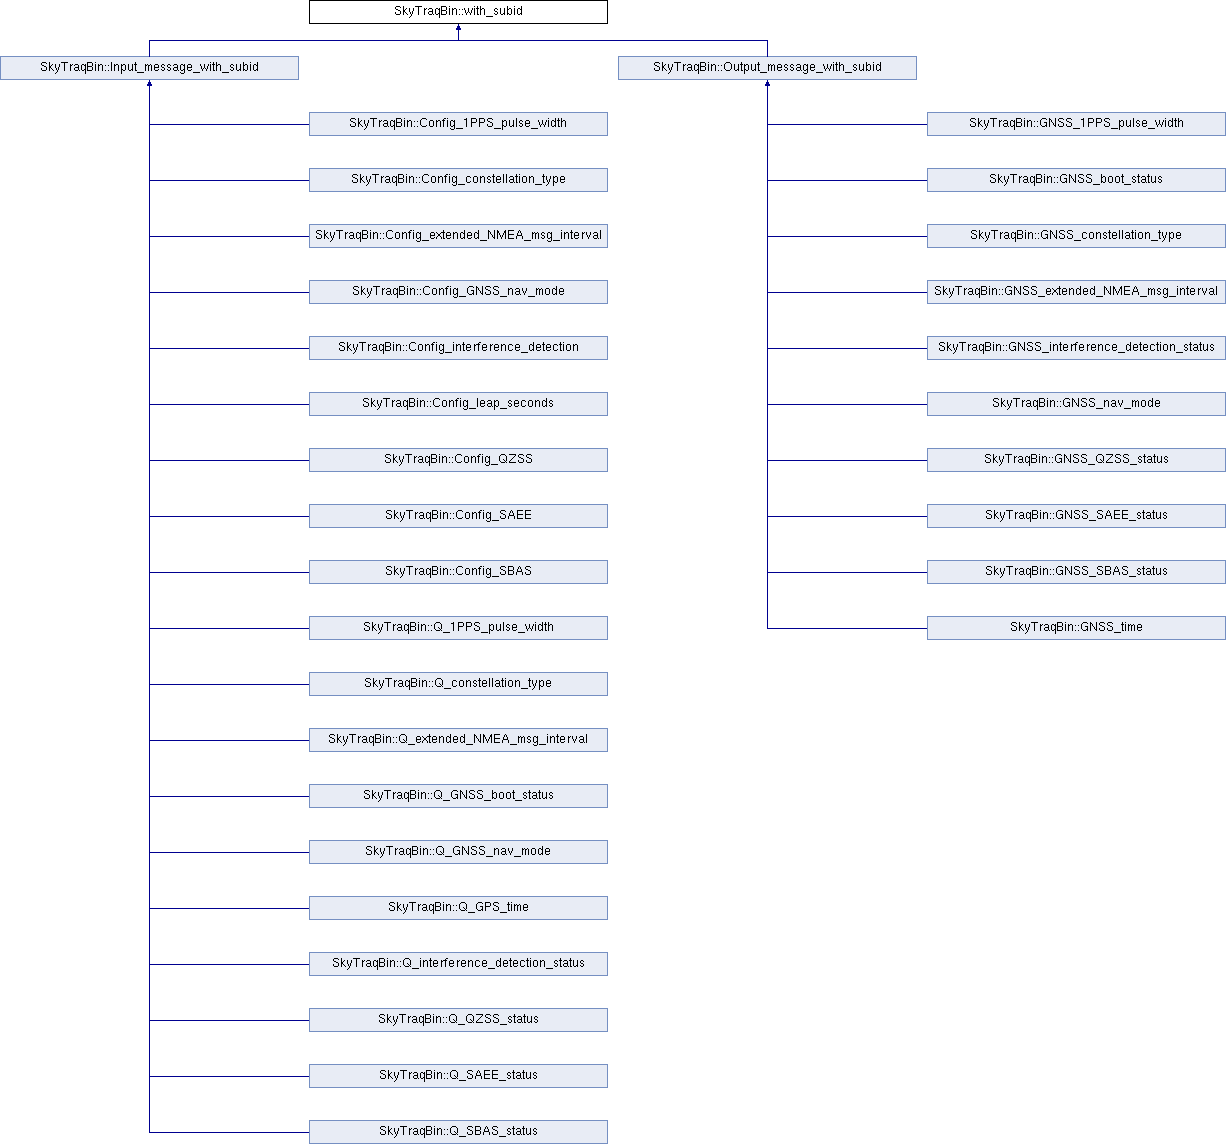 SkyTraqBin::with_subid
SkyTraqBin::Input_message_with_subid
SkyTraqBin::Output_message_with_subid
SkyTraqBin::Config_1PPS_pulse_width
SkyTraqBin::GNSS_1PPS_pulse_width
SkyTraqBin::Config_constellation_type
SkyTraqBin::GNSS_boot_status
SkyTraqBin::Config_extended_NMEA_msg_interval
SkyTraqBin::GNSS_constellation_type
SkyTraqBin::Config_GNSS_nav_mode
SkyTraqBin::GNSS_extended_NMEA_msg_interval
SkyTraqBin::Config_interference_detection
SkyTraqBin::GNSS_interference_detection_status
SkyTraqBin::Config_leap_seconds
SkyTraqBin::GNSS_nav_mode
SkyTraqBin::Config_QZSS
SkyTraqBin::GNSS_QZSS_status
SkyTraqBin::Config_SAEE
SkyTraqBin::GNSS_SAEE_status
SkyTraqBin::Config_SBAS
SkyTraqBin::GNSS_SBAS_status
SkyTraqBin::Q_1PPS_pulse_width
SkyTraqBin::GNSS_time
SkyTraqBin::Q_constellation_type
SkyTraqBin::Q_extended_NMEA_msg_interval
SkyTraqBin::Q_GNSS_boot_status
SkyTraqBin::Q_GNSS_nav_mode
SkyTraqBin::Q_GPS_time
SkyTraqBin::Q_interference_detection_status
SkyTraqBin::Q_QZSS_status
SkyTraqBin::Q_SAEE_status
SkyTraqBin::Q_SBAS_status